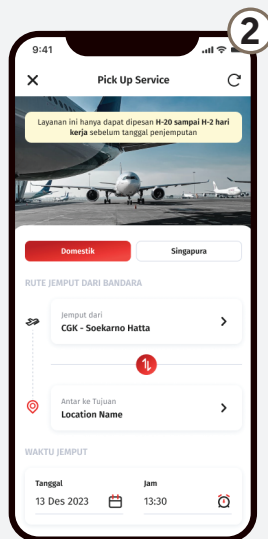 2
9:41
Pick Up Service
Layanan ini hanya dapat dipesan H-20 sampai H-2 hari
kerja sebelum tanggal penjemputan
Domestik
Singapura
RUTE JEMPUT DARI BANDARA
Jemput dari
CGK - Soekarno Hatta
Antar ke Tujuan
Location Name
WAKTU JEMPUT
Tanggal
Jam
13 Des 2023
13:30